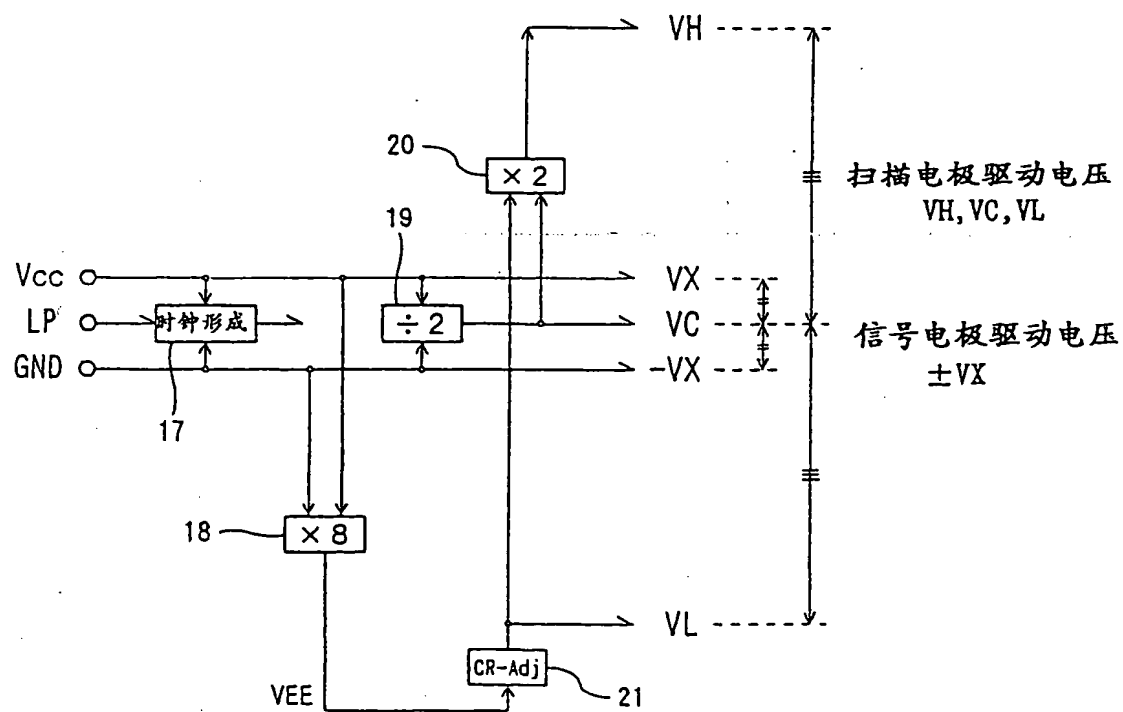 VH
20
×2
扫描电极驱动电压
VH,VC,VL
19
Vcc
VX
LP
时钟形成
÷2
VC
信号电极驱动电压
±VX
GND
-VX
17
18
×8
VL
CR-Adj
VEE
21